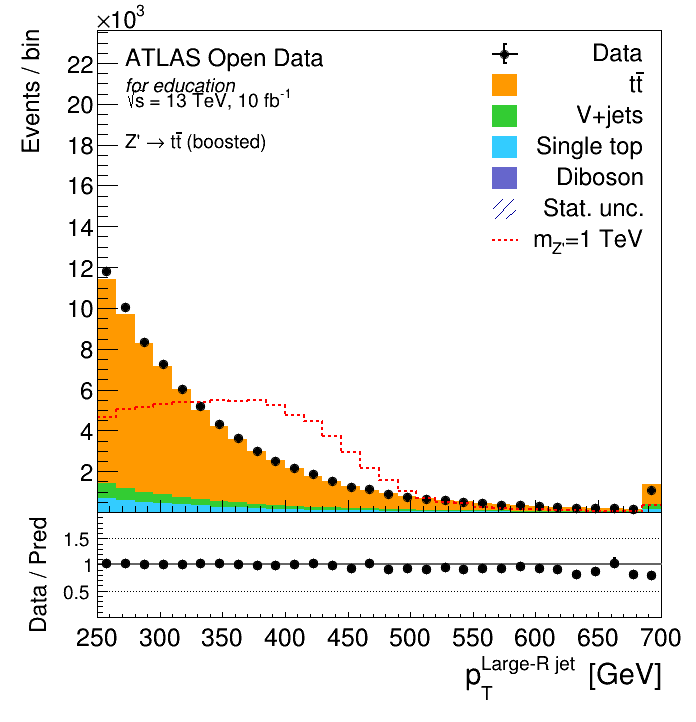 ×10³
Events / bin
22
20
18
16
14
12
10
8
6
4
2
ATLAS Open Data
for education
√s = 13 TeV, 10 fb⁻¹
Z' → tt̄ (boosted)
Data
tt̄
V+jets
Single top
Diboson
Stat. unc.
m_Z'=1 TeV
Data / Pred
1.5
1
0.5
250 300 350 400 450 500 550 600 650 700
p_T^Large-R jet [GeV]